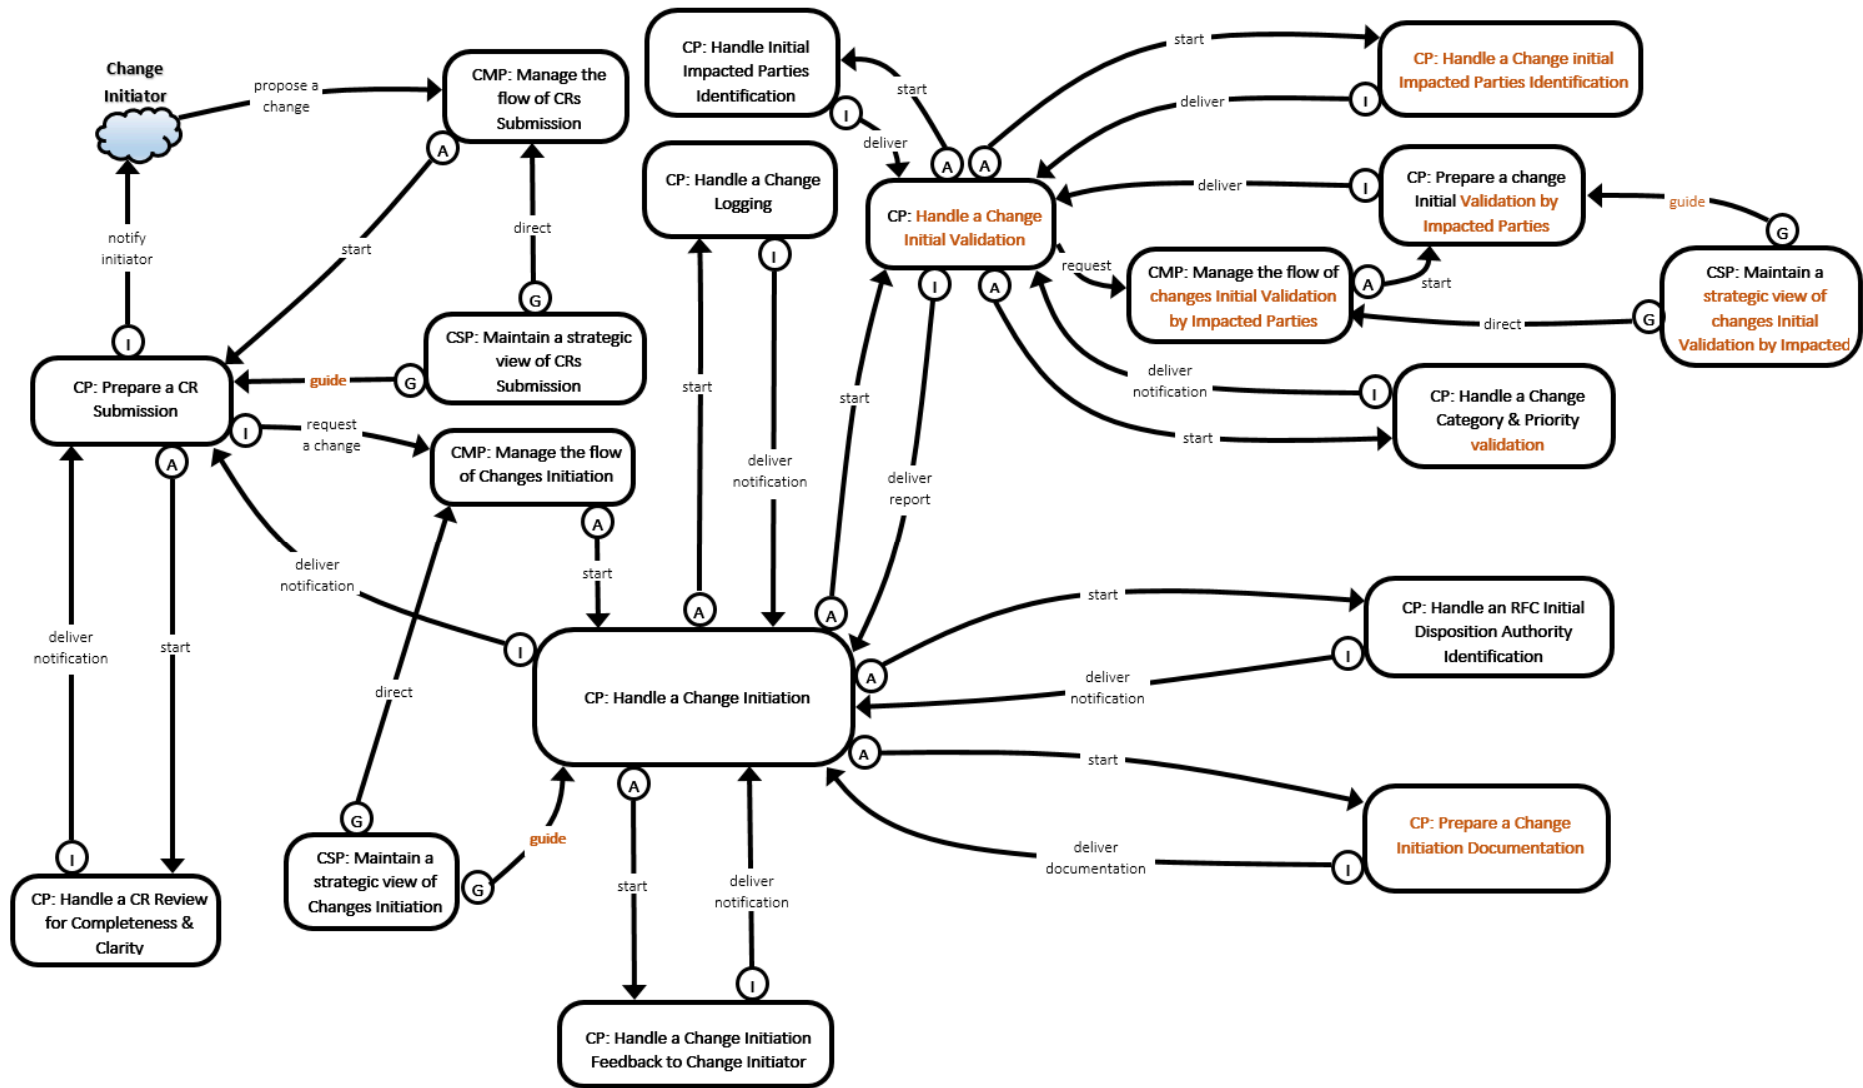 Change
Initiator
propose a
change
CMP: Manage the
flow of CRs
Submission
A
start
direct
G
notify
initiator
I
CSP: Maintain a strategic
view of CRs
Submission
G
guide
CP: Prepare a CR
Submission
I
request
a change
A
CMP: Manage the flow
of Changes Initiation
A
start
deliver
notification
I
deliver
notification
I
start
CP: Handle a CR Review
for Completeness &
Clarity
direct
G
CSP: Maintain a
strategic view of
Changes Initiation
G
guide
CP: Handle Initial
Impacted Parties
Identification
I
deliver
start
A
A
CP: Handle a Change
Logging
I
start
deliver
notification
A
CP: Handle a Change Initiation
A
start
deliver
notification
I
CP: Handle a Change Initiation
Feedback to Change Initiator
A
start
CP: Handle a Change
Initial Validation
I
deliver
report
A
start
CP: Handle a Change initial
Impacted Parties Identification
I
deliver
CP: Prepare a change
Initial Validation by
Impacted Parties
I
deliver
guide
G
request
CMP: Manage the flow of
changes Initial Validation
by Impacted Parties
A
start
CSP: Maintain a
strategic view of
changes Initial
Validation by Impacted
G
direct
deliver
notification
I
CP: Handle a Change
Category & Priority
validation
start
A
start
CP: Handle an RFC Initial
Disposition Authority
Identification
I
deliver
notification
A
start
CP: Prepare a Change
Initiation Documentation
I
deliver
documentation